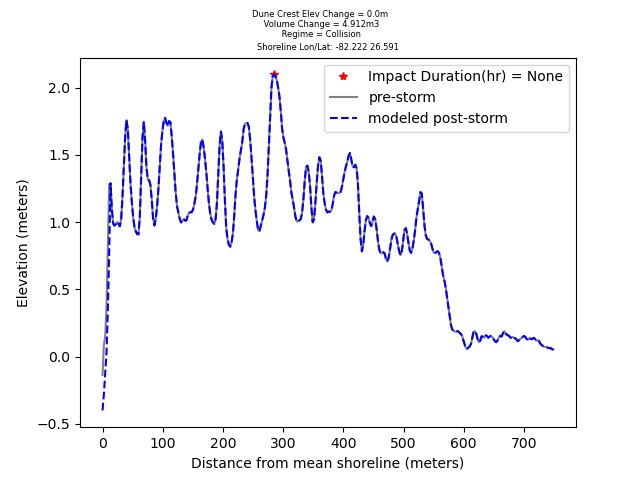 Dune Crest Elev Change = 0.0m
Volume Change = 4.912m3
Regime = Collision
Shoreline Lon/Lat: -82.222 26.591
Impact Duration(hr) = None
pre-storm
modeled post-storm
Elevation (meters)
2.0
1.5
1.0
0.5
0.0
−0.5
0 100 200 300 400 500 600 700
Distance from mean shoreline (meters)